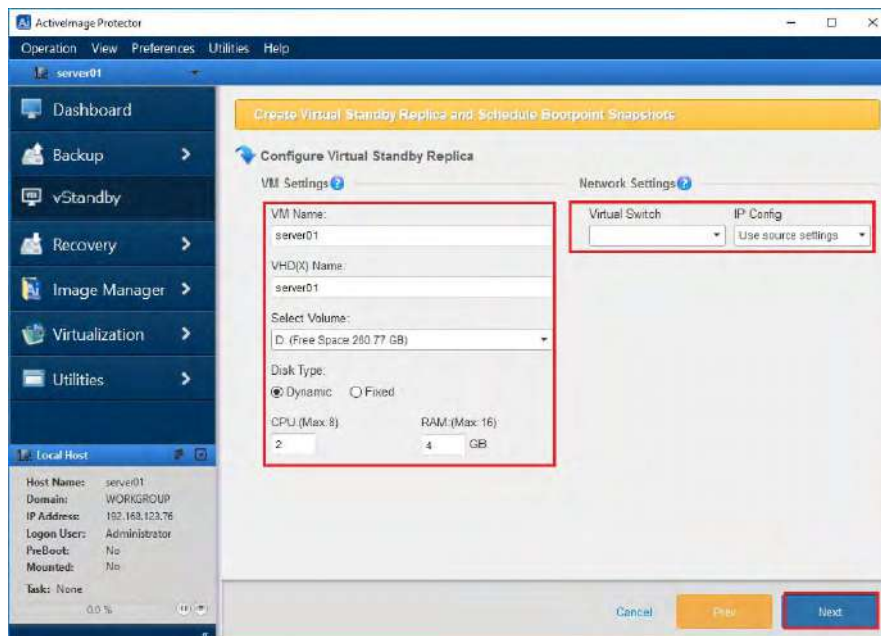 ActiveImage Protector
Operation View Preferences Utilities Help
server01
Dashboard
Backup
vStandby
Recovery
Image Manager
Virtualization
Utilities
Local Host
Host Name: server01
Domain: WORKGROUP
IP Address: 192.168.123.76
Logon User: Administrator
PreBoot: No
Mounted: No
Task: None
0.0 %
Create Virtual Standby Replica and Schedule Bootpoint Snapshots
Configure Virtual Standby Replica
VM Settings
VM Name:
server01
VHD(X) Name:
server01
Select Volume:
D: (Free Space 260.77 GB)
Disk Type:
Dynamic Fixed
CPU:(Max:8) RAM:(Max:16)
2 4 GB
Network Settings
Virtual Switch IP Config
Use source settings
Cancel Prev Next